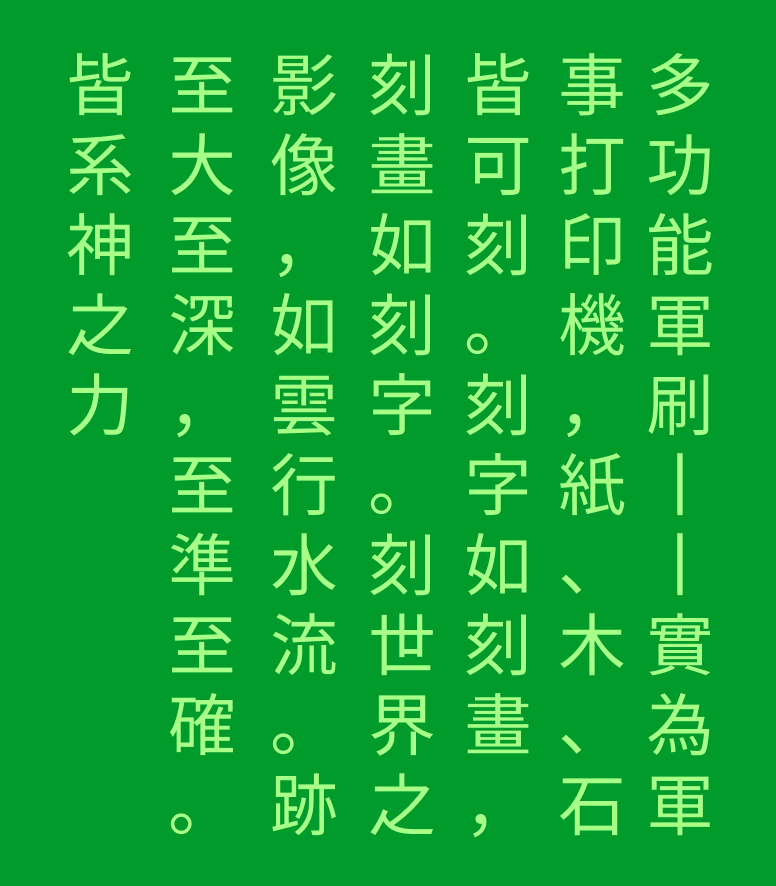 多功能軍刷——實為軍
事打印機，紙、木、石
皆可刻。刻字如刻畫，
刻畫如刻字。刻世界之
影像，如雲行水流。跡
至大至深，至準至確。
皆系神之力